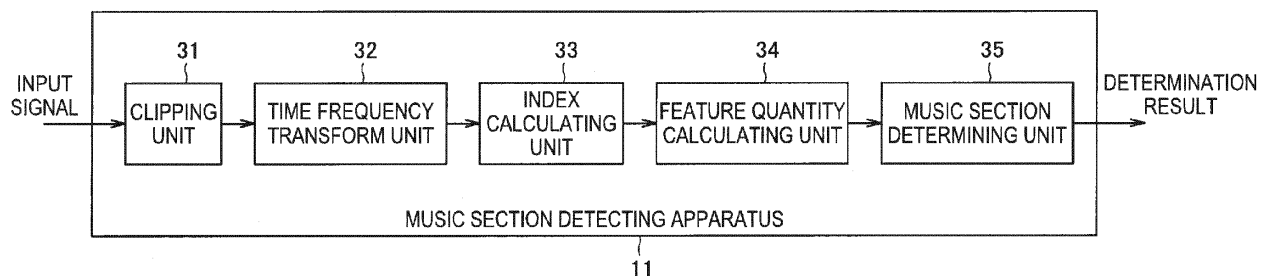 31
32
33
34
35
INPUT
SIGNAL
CLIPPING
UNIT
TIME FREQUENCY
TRANSFORM UNIT
INDEX
CALCULATING
UNIT
FEATURE QUANTITY
CALCULATING UNIT
MUSIC SECTION
DETERMINING UNIT
DETERMINATION
RESULT
MUSIC SECTION DETECTING APPARATUS
11